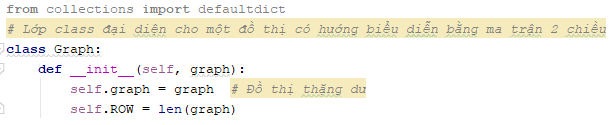 from collections import defaultdict
# Lớp class đại diện cho một đồ thị có hướng biểu diễn bằng ma trận 2 chiều
class Graph:
    def __init__(self, graph):
        self.graph = graph  # Đồ thị thặng dư
        self.ROW = len(graph)